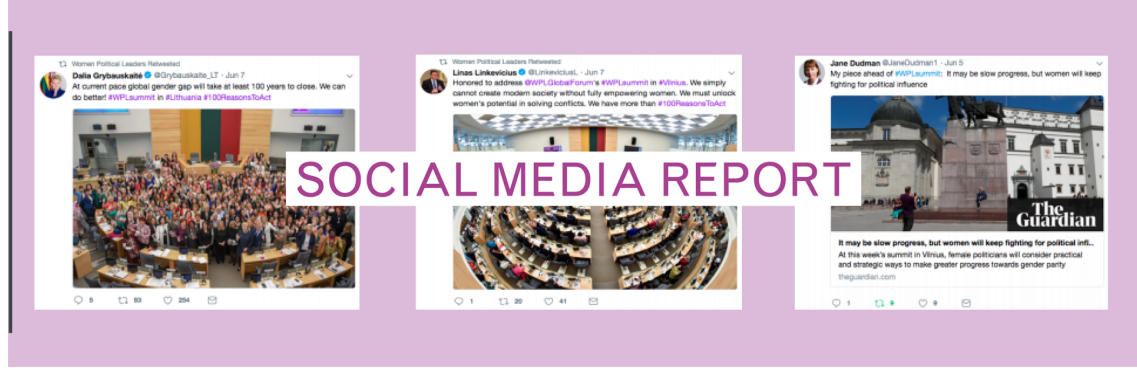 Women Political Leaders Retweeted
Dalia Grybauskaitė @Grybauskaite_LT · Jun 7
At current pace global gender gap will take at least 100 years to close. We can
do better! #WPLsummit in #Lithuania #100ReasonsToAct
5 83 254
Women Political Leaders Retweeted
Linas Linkevicius @LinkeviciusL · Jun 7
Honored to address @WPLGlobalForum's #WPLsummit in #Vilnius. We simply
cannot create modern society without fully empowering women. We must unlock
women's potential in solving conflicts. We have more than #100ReasonsToAct
1 20 41
Jane Dudman @JaneDudman1 · Jun 5
My piece ahead of #WPLsummit: It may be slow progress, but women will keep
fighting for political influence
The
Guardian
It may be slow progress, but women will keep fighting for political infl...
At this week's summit in Vilnius, female politicians will consider practical
and strategic ways to make greater progress towards gender parity
theguardian.com
1 9 9
SOCIAL MEDIA REPORT